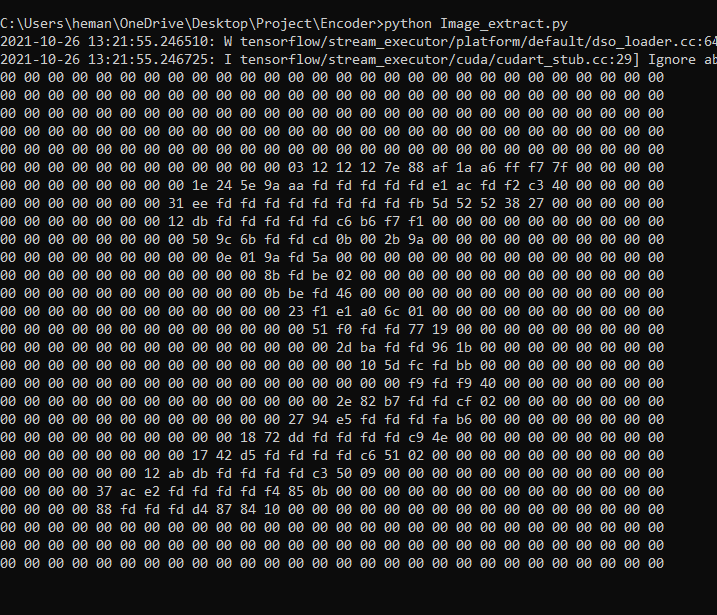 C:\Users\heman\OneDrive\Desktop\Project\Encoder>python Image_extract.py
2021-10-26 13:21:55.246510: W tensorflow/stream_executor/platform/default/dso_loader.cc:64
2021-10-26 13:21:55.246725: I tensorflow/stream_executor/cuda/cudart_stub.cc:29] Ignore ab
00 00 00 00 00 00 00 00 00 00 00 00 00 00 00 00 00 00 00 00 00 00 00 00 00 00 00 00
00 00 00 00 00 00 00 00 00 00 00 00 00 00 00 00 00 00 00 00 00 00 00 00 00 00 00 00
00 00 00 00 00 00 00 00 00 00 00 00 00 00 00 00 00 00 00 00 00 00 00 00 00 00 00 00
00 00 00 00 00 00 00 00 00 00 00 00 00 00 00 00 00 00 00 00 00 00 00 00 00 00 00 00
00 00 00 00 00 00 00 00 00 00 00 00 00 00 00 00 00 00 00 00 00 00 00 00 00 00 00 00
00 00 00 00 00 00 00 00 00 00 00 00 03 12 12 12 7e 88 af 1a a6 ff f7 7f 00 00 00 00
00 00 00 00 00 00 00 00 1e 24 5e 9a aa fd fd fd fd fd e1 ac fd f2 c3 40 00 00 00 00
00 00 00 00 00 00 00 31 ee fd fd fd fd fd fd fd fd fb 5d 52 52 38 27 00 00 00 00 00
00 00 00 00 00 00 00 12 db fd fd fd fd fd c6 b6 f7 f1 00 00 00 00 00 00 00 00 00 00
00 00 00 00 00 00 00 00 50 9c 6b fd fd cd 0b 00 2b 9a 00 00 00 00 00 00 00 00 00 00
00 00 00 00 00 00 00 00 00 0e 01 9a fd 5a 00 00 00 00 00 00 00 00 00 00 00 00 00 00
00 00 00 00 00 00 00 00 00 00 00 8b fd be 02 00 00 00 00 00 00 00 00 00 00 00 00 00
00 00 00 00 00 00 00 00 00 00 00 0b be fd 46 00 00 00 00 00 00 00 00 00 00 00 00 00
00 00 00 00 00 00 00 00 00 00 00 00 23 f1 e1 a0 6c 01 00 00 00 00 00 00 00 00 00 00
00 00 00 00 00 00 00 00 00 00 00 00 00 51 f0 fd fd 77 19 00 00 00 00 00 00 00 00 00
00 00 00 00 00 00 00 00 00 00 00 00 00 00 2d ba fd fd 96 1b 00 00 00 00 00 00 00 00
00 00 00 00 00 00 00 00 00 00 00 00 00 00 00 10 5d fc fd bb 00 00 00 00 00 00 00 00
00 00 00 00 00 00 00 00 00 00 00 00 00 00 00 00 00 f9 fd f9 40 00 00 00 00 00 00 00
00 00 00 00 00 00 00 00 00 00 00 00 00 00 2e 82 b7 fd fd cf 02 00 00 00 00 00 00 00
00 00 00 00 00 00 00 00 00 00 00 00 27 94 e5 fd fd fd fa b6 00 00 00 00 00 00 00 00
00 00 00 00 00 00 00 00 00 00 18 72 dd fd fd fd fd c9 4e 00 00 00 00 00 00 00 00 00
00 00 00 00 00 00 00 00 17 42 d5 fd fd fd fd c6 51 02 00 00 00 00 00 00 00 00 00 00
00 00 00 00 00 00 12 ab db fd fd fd fd c3 50 09 00 00 00 00 00 00 00 00 00 00 00 00
00 00 00 00 37 ac e2 fd fd fd fd f4 85 0b 00 00 00 00 00 00 00 00 00 00 00 00 00 00
00 00 00 00 88 fd fd fd d4 87 84 10 00 00 00 00 00 00 00 00 00 00 00 00 00 00 00 00
00 00 00 00 00 00 00 00 00 00 00 00 00 00 00 00 00 00 00 00 00 00 00 00 00 00 00 00
00 00 00 00 00 00 00 00 00 00 00 00 00 00 00 00 00 00 00 00 00 00 00 00 00 00 00 00
00 00 00 00 00 00 00 00 00 00 00 00 00 00 00 00 00 00 00 00 00 00 00 00 00 00 00 00